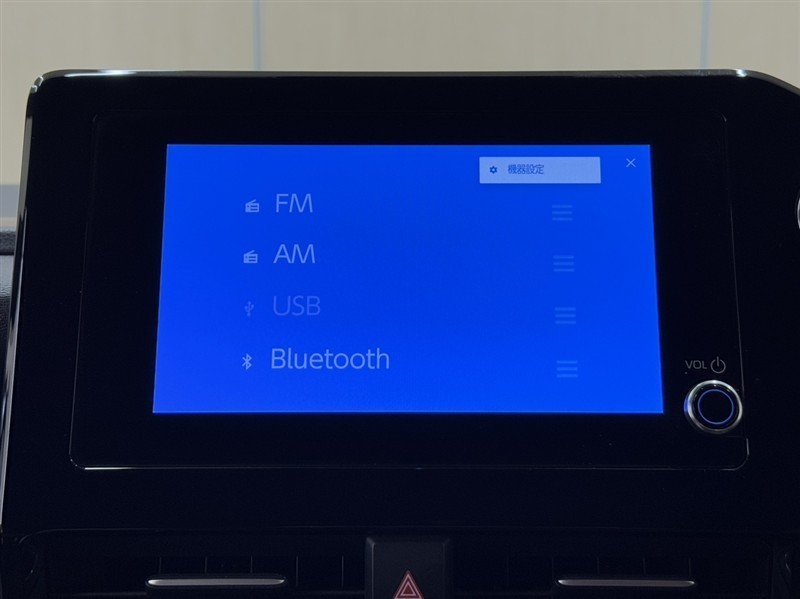 機器設定
FM
AM
USB
Bluetooth
VOL